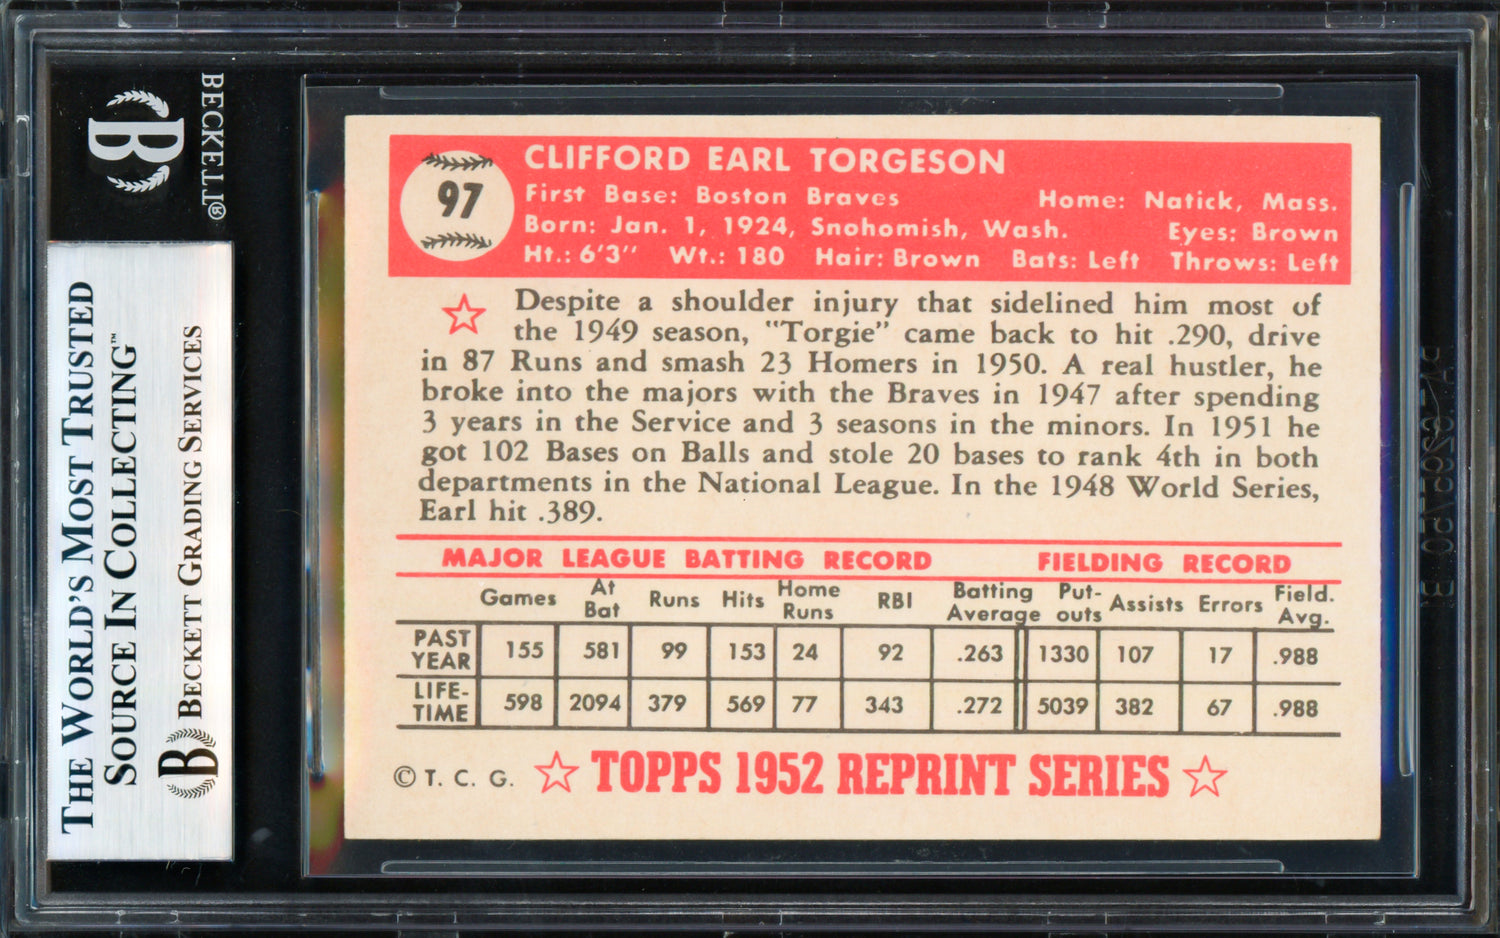 BECKETT®
B
THE WORLD'S MOST TRUSTED
SOURCE IN COLLECTING™
B BECKETT GRADING SERVICES
97
CLIFFORD EARL TORGESON
First Base: Boston Braves Home: Natick, Mass.
Born: Jan. 1, 1924, Snohomish, Wash. Eyes: Brown
Ht.: 6'3" Wt.: 180 Hair: Brown Bats: Left Throws: Left
Despite a shoulder injury that sidelined him most of
the 1949 season, "Torgie" came back to hit .290, drive
in 87 Runs and smash 23 Homers in 1950. A real hustler, he
broke into the majors with the Braves in 1947 after spending
3 years in the Service and 3 seasons in the minors. In 1951 he
got 102 Bases on Balls and stole 20 bases to rank 4th in both
departments in the National League. In the 1948 World Series,
Earl hit .389.
MAJOR LEAGUE BATTING RECORD FIELDING RECORD
Games At Bat Runs Hits Home Runs RBI Batting Average Put-outs Assists Errors Field. Avg.
PAST YEAR 155 581 99 153 24 92 .263 1330 107 17 .988
LIFE-TIME 598 2094 379 569 77 343 .272 5039 382 67 .988
© T. C. G. TOPPS 1952 REPRINT SERIES